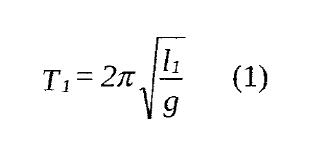 T₁ = 2π√(l₁/g) (1)